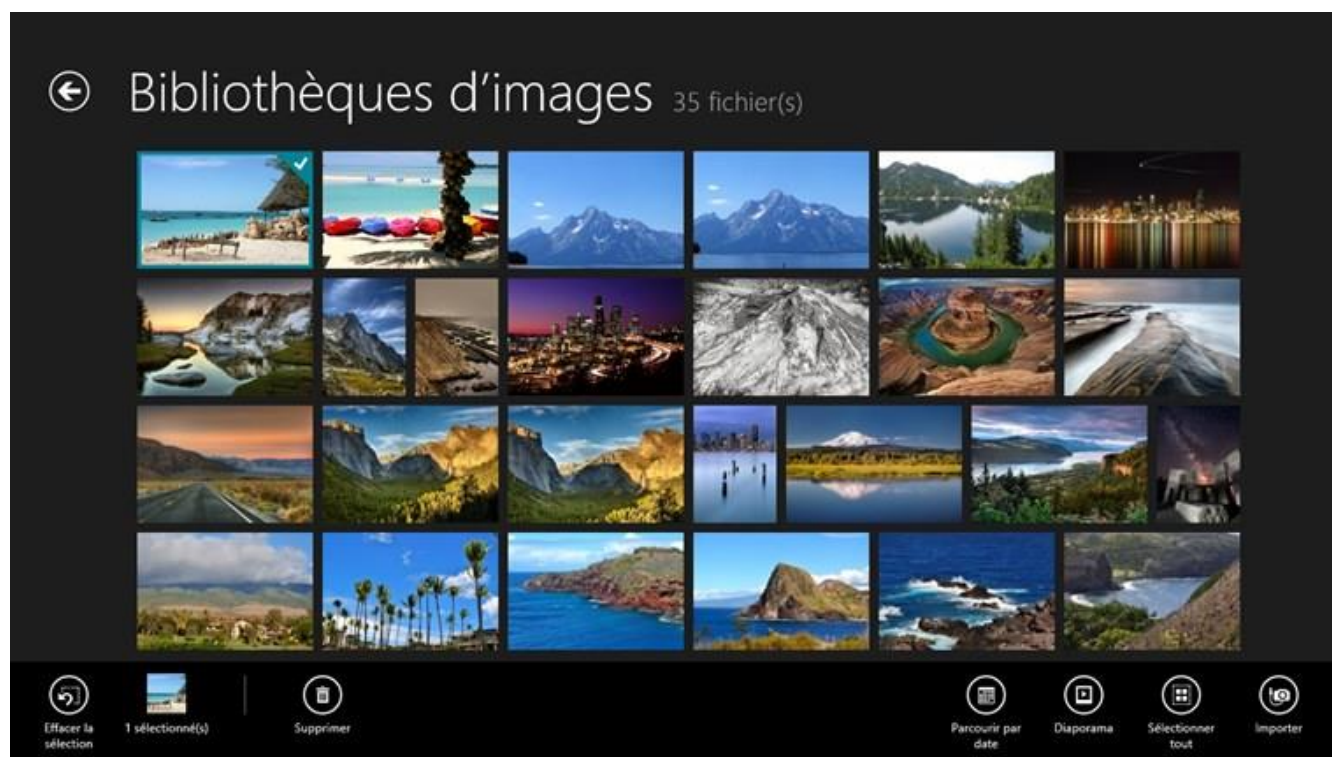 Bibliothèques d'images 35 fichier(s)
Effacer la
sélection
1 sélectionné(s)
Supprimer
Parcourir par
date
Diaporama
Sélectionner
tout
Importer